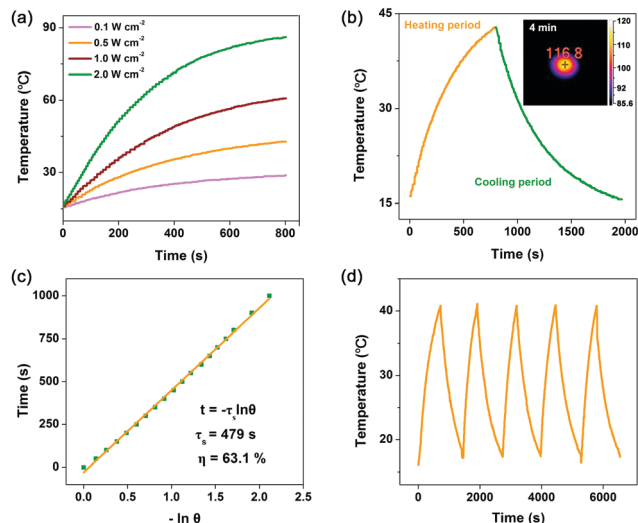 (a)
0.1 W cm⁻²
0.5 W cm⁻²
1.0 W cm⁻²
2.0 W cm⁻²
90
60
30
Temperature (°C)
0 200 400 600 800
Time (s)
(b)
Heating period
4 min
116.8
120
110
100
92
85.6
Cooling period
45
30
15
Temperature (°C)
0 500 1000 1500 2000
Time (s)
(c)
1000
750
500
250
0
Time (s)
t = -τₛlnθ
τₛ = 479 s
η = 63.1 %
0.0 0.5 1.0 1.5 2.0 2.5
- ln θ
(d)
50
40
30
20
Temperature (°C)
0 2000 4000 6000
Time (s)